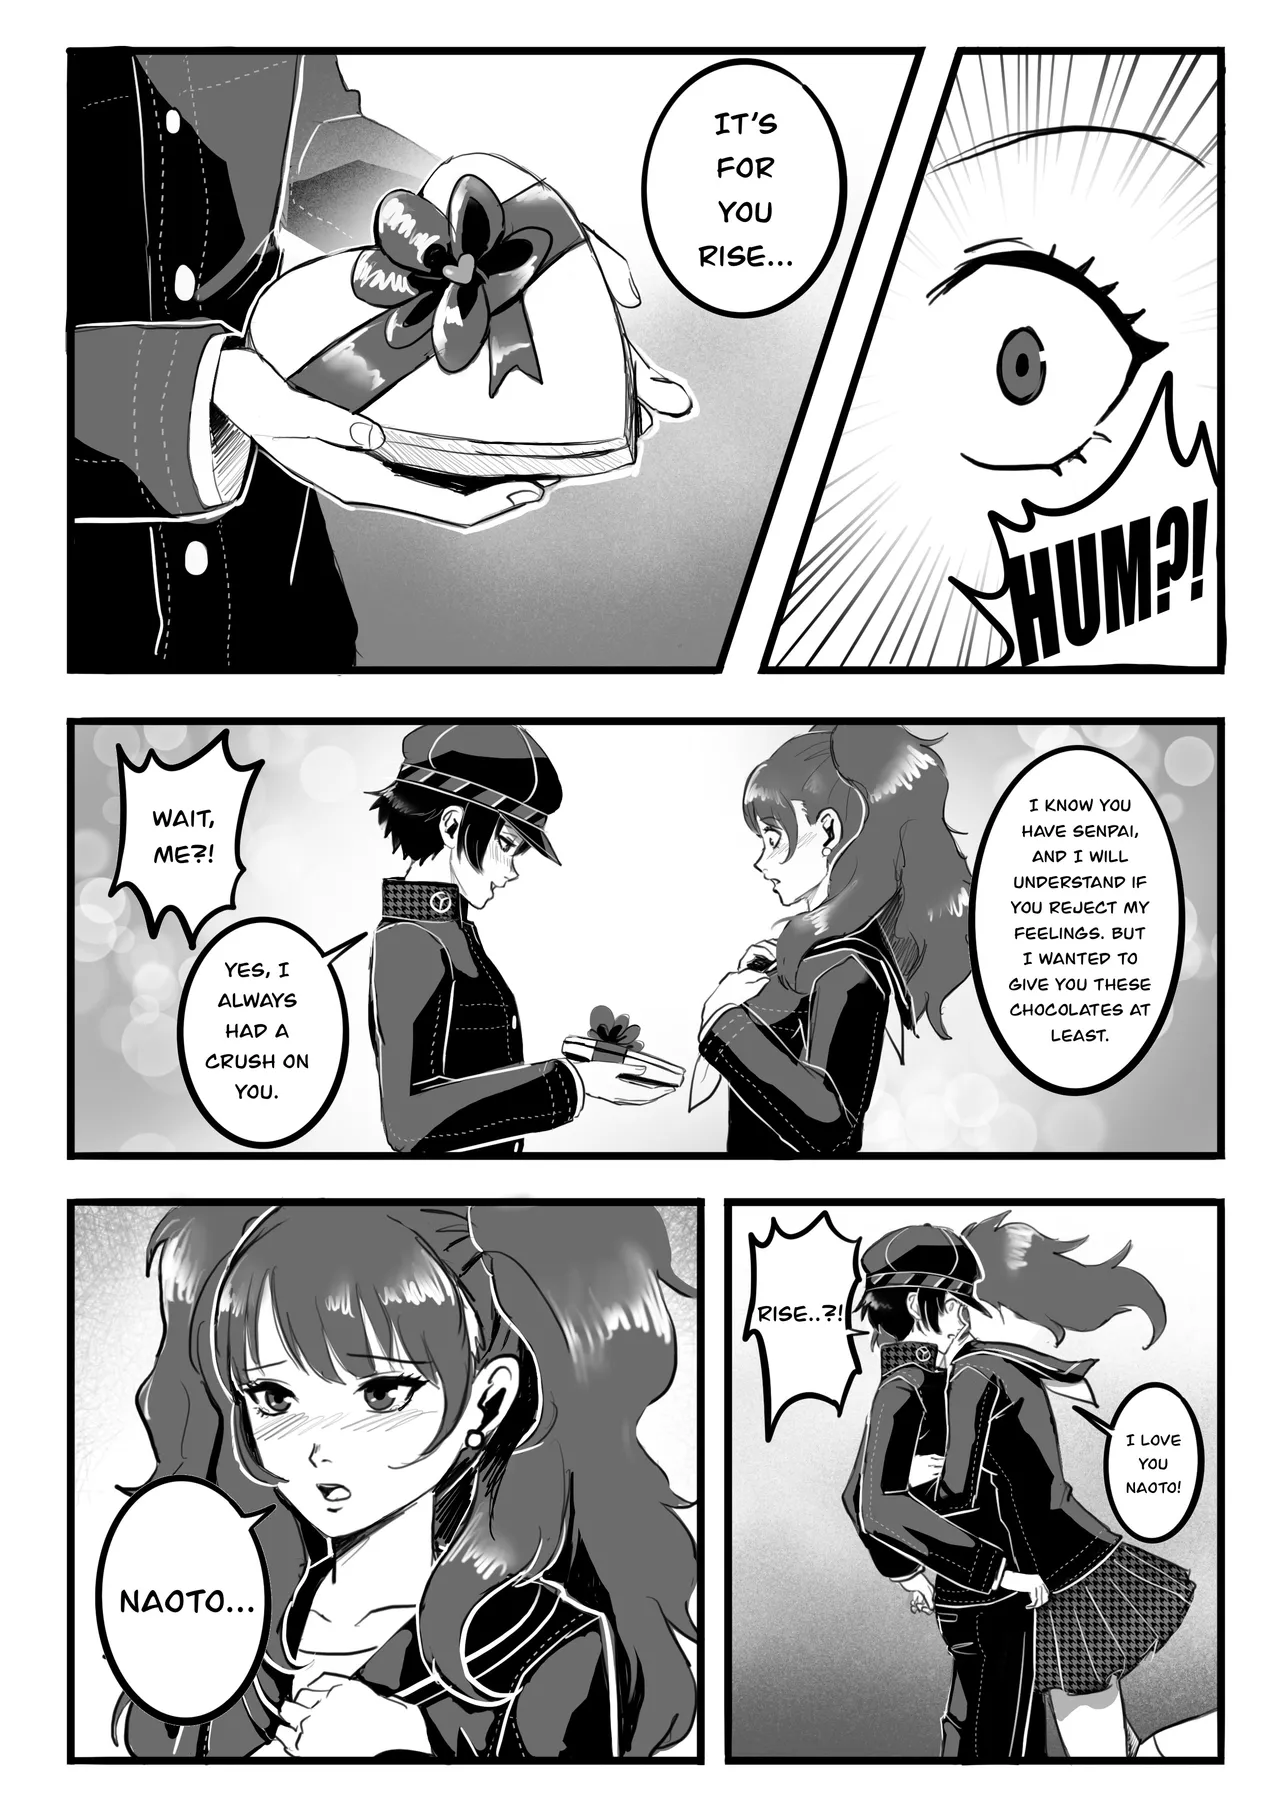 IT'S
FOR
YOU
RISE...
HUM?!
WAIT,
ME?!
YES, I
ALWAYS
HAD A
CRUSH ON
YOU.
I KNOW YOU
HAVE SENPAI,
AND I WILL
UNDERSTAND IF
YOU REJECT MY
FEELINGS. BUT
I WANTED TO
GIVE YOU THESE
CHOCOLATES AT
LEAST.
NAOTO...
RISE..?!
I LOVE
YOU
NAOTO!